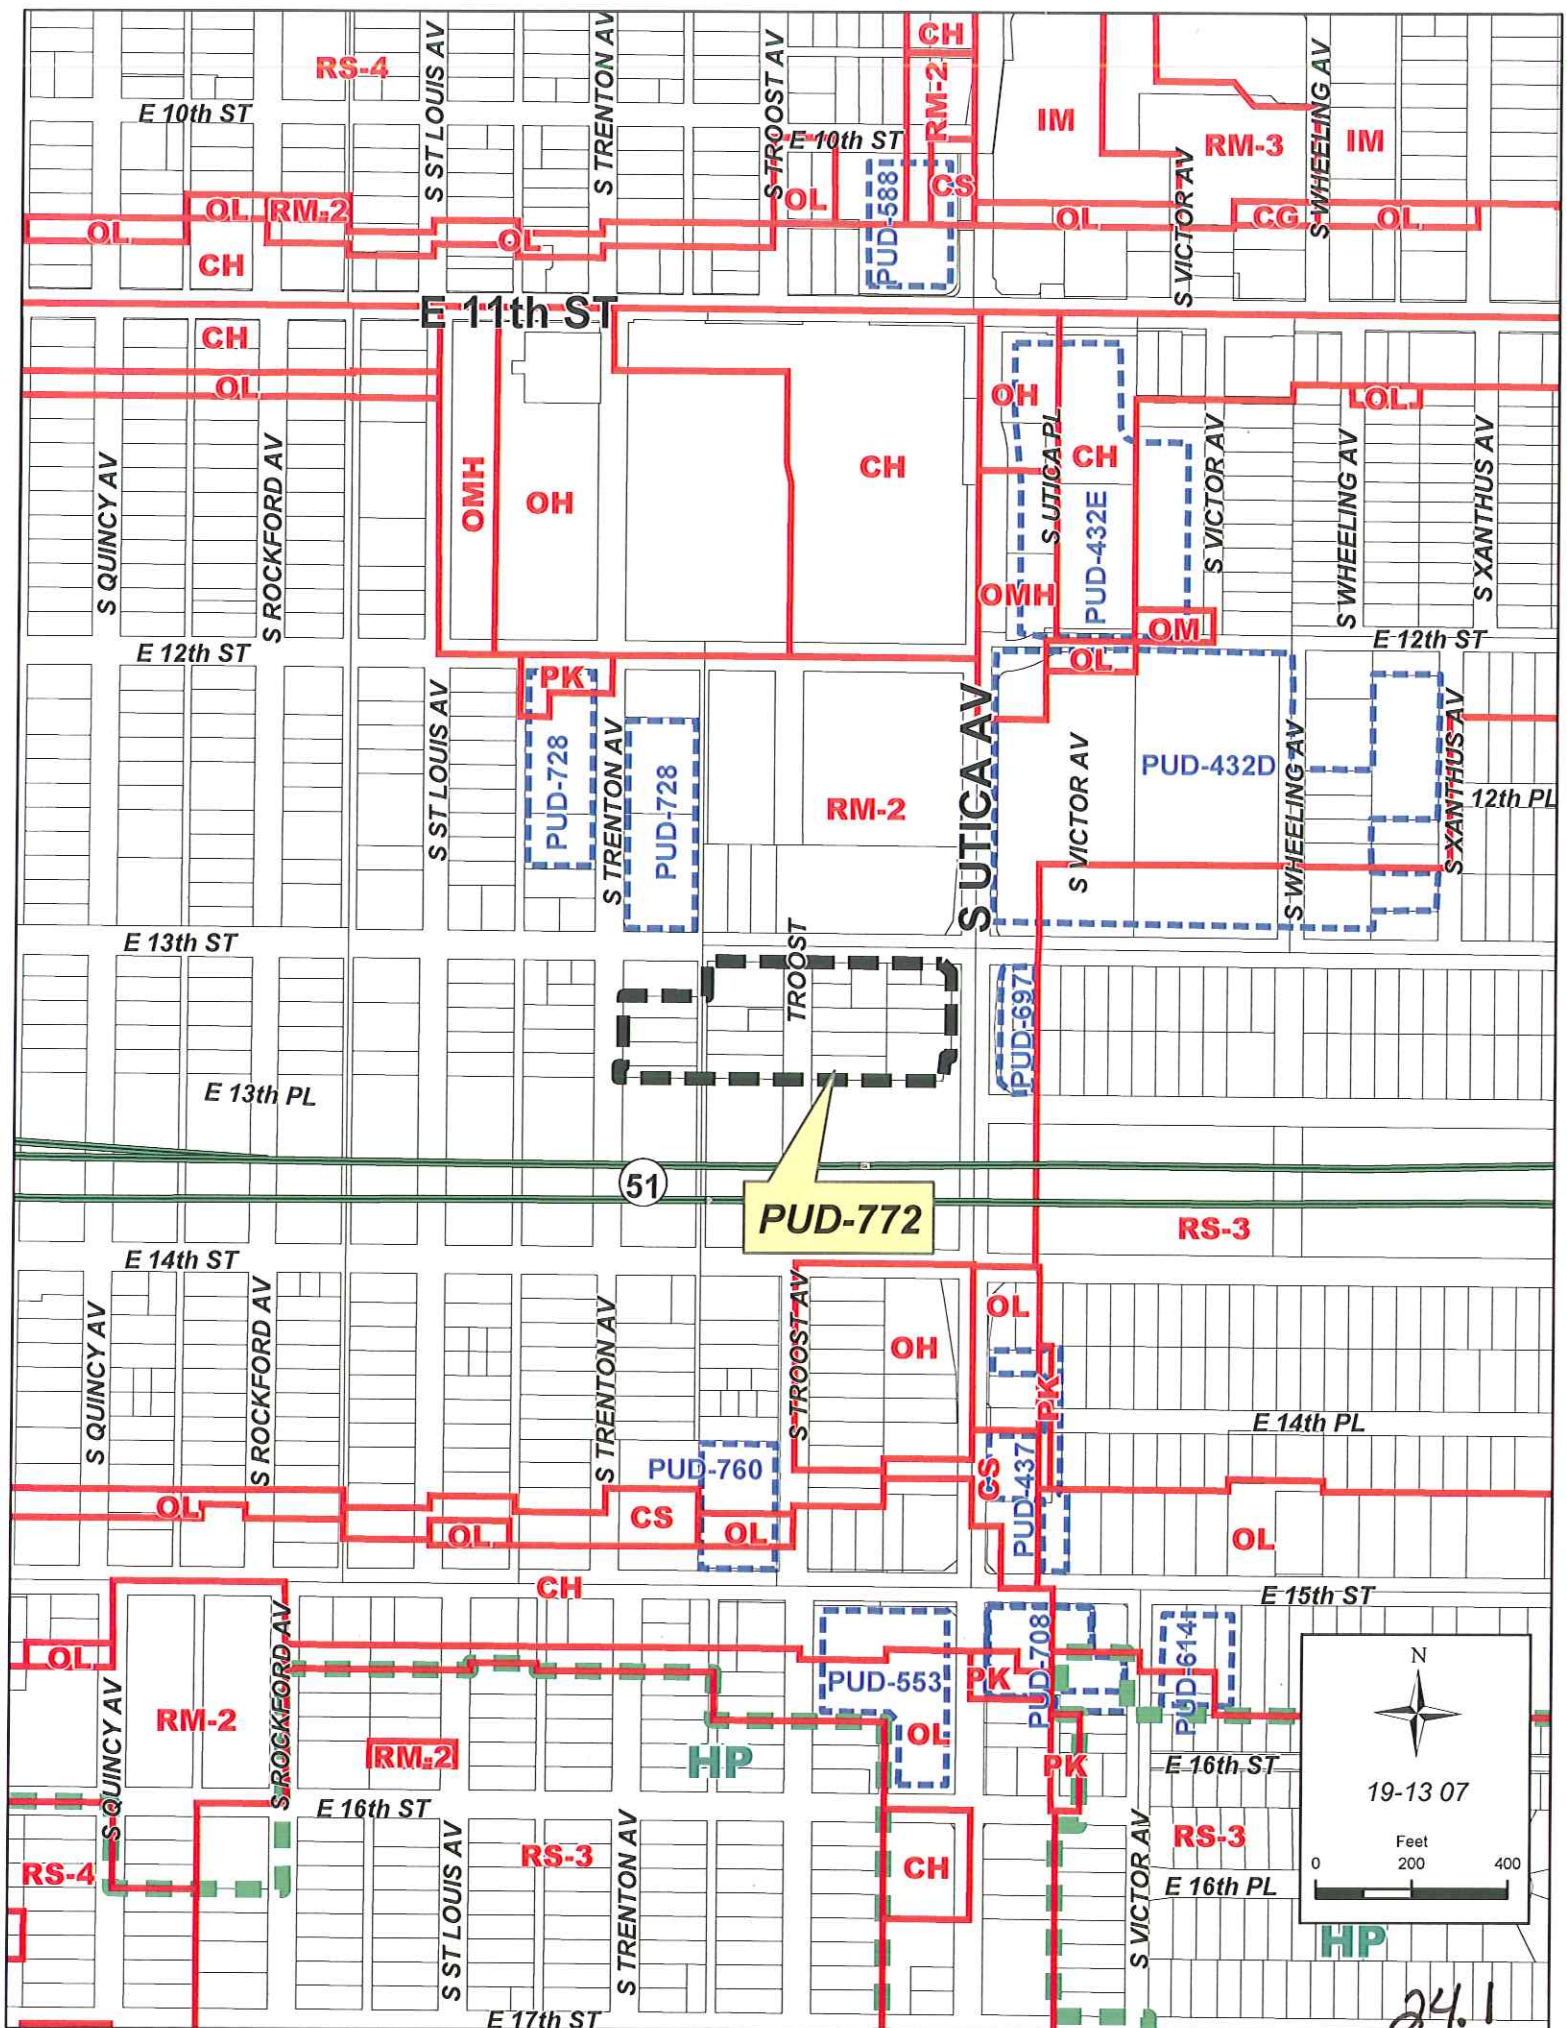 CH
RS-4
S ST LOUIS AV
S TRENTON AV
S TROOST AV
RM-2
IM
S WHEELING AV
E 10th ST
E 10th ST
RM-3
IM
S VICTOR AV
PUD-588
CS
OL
OL
RM-2
OL
OL
CG
OL
OL
CH
E 11th ST
CH
OL
OH
OL
S UTICA PL
S QUINCY AV
S ROCKFORD AV
OMH
OH
CH
CH
PUD-432E
S VICTOR AV
S WHEELING AV
S XANTHUS AV
OMH
OM
E 12th ST
E 12th ST
OL
PK
S ST LOUIS AV
PUD-728
S TRENTON AV
PUD-728
RM-2
S UTICA AV
S VICTOR AV
PUD-432D
S WHEELING AV
S XANTHUS AV
12th PL
E 13th ST
TROOST
PUD-697
E 13th PL
51
PUD-772
RS-3
E 14th ST
S QUINCY AV
S ROCKFORD AV
S TRENTON AV
S TROOST AV
OH
OL
PK
E 14th PL
PUD-760
CS
PUD-437
OL
OL
CS
OL
OL
CH
E 15th ST
OL
S ROCKFORD AV
PUD-553
PK
PUD-708
PUD-614
S QUINCY AV
RM-2
RM-2
HP
OL
PK
E 16th ST
E 16th ST
N
19-13 07
Feet
0 200 400
RS-4
S ST LOUIS AV
RS-3
S TRENTON AV
CH
S VICTOR AV
RS-3
E 16th PL
HP
E 17th ST
24.1